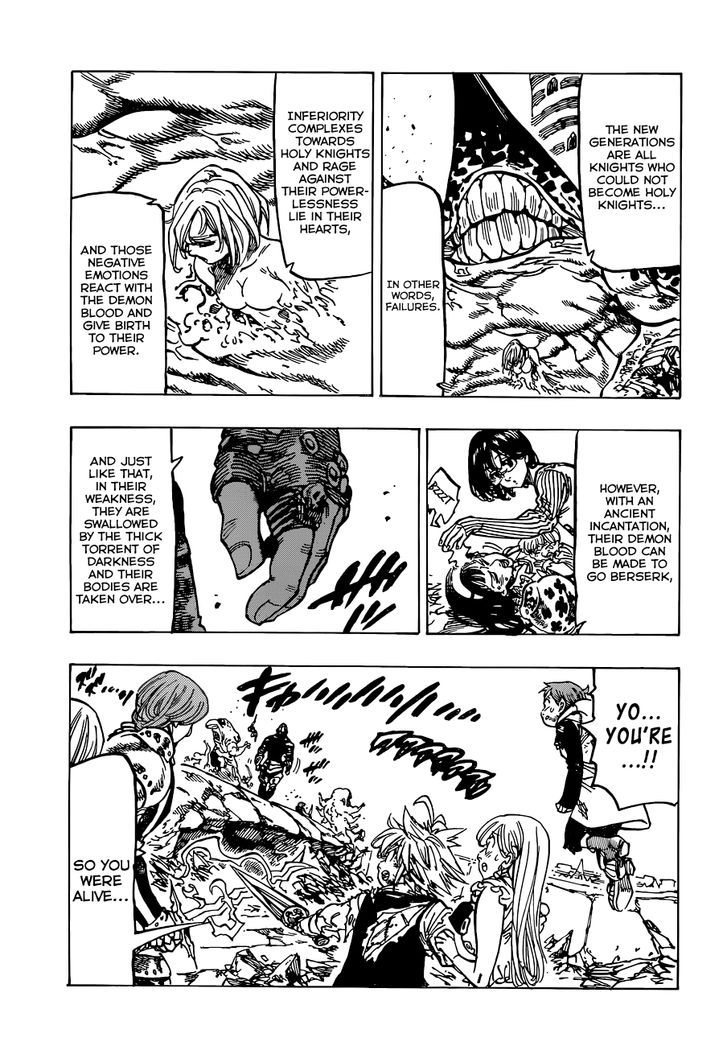 THE NEW
GENERATIONS
ARE ALL
KNIGHTS WHO
COULD NOT
BECOME HOLY
KNIGHTS...
IN OTHER
WORDS,
FAILURES.
INFERIORITY
COMPLEXES
TOWARDS
HOLY KNIGHTS
AND RAGE
AGAINST
THEIR POWER-
LESSNESS
LIE IN THEIR
HEARTS,
AND THOSE
NEGATIVE
EMOTIONS
REACT WITH
THE DEMON
BLOOD AND
GIVE BIRTH
TO THEIR
POWER.
HOWEVER,
WITH AN
ANCIENT
INCANTATION,
THEIR DEMON
BLOOD CAN
BE MADE TO
GO BERSERK,
BZZZT
AND JUST
LIKE THAT,
IN THEIR
WEAKNESS,
THEY ARE
SWALLOWED
BY THE THICK
TORRENT OF
DARKNESS
AND THEIR
BODIES ARE
TAKEN OVER...
YO...
YOU'RE
...!!
SO YOU
WERE
ALIVE...